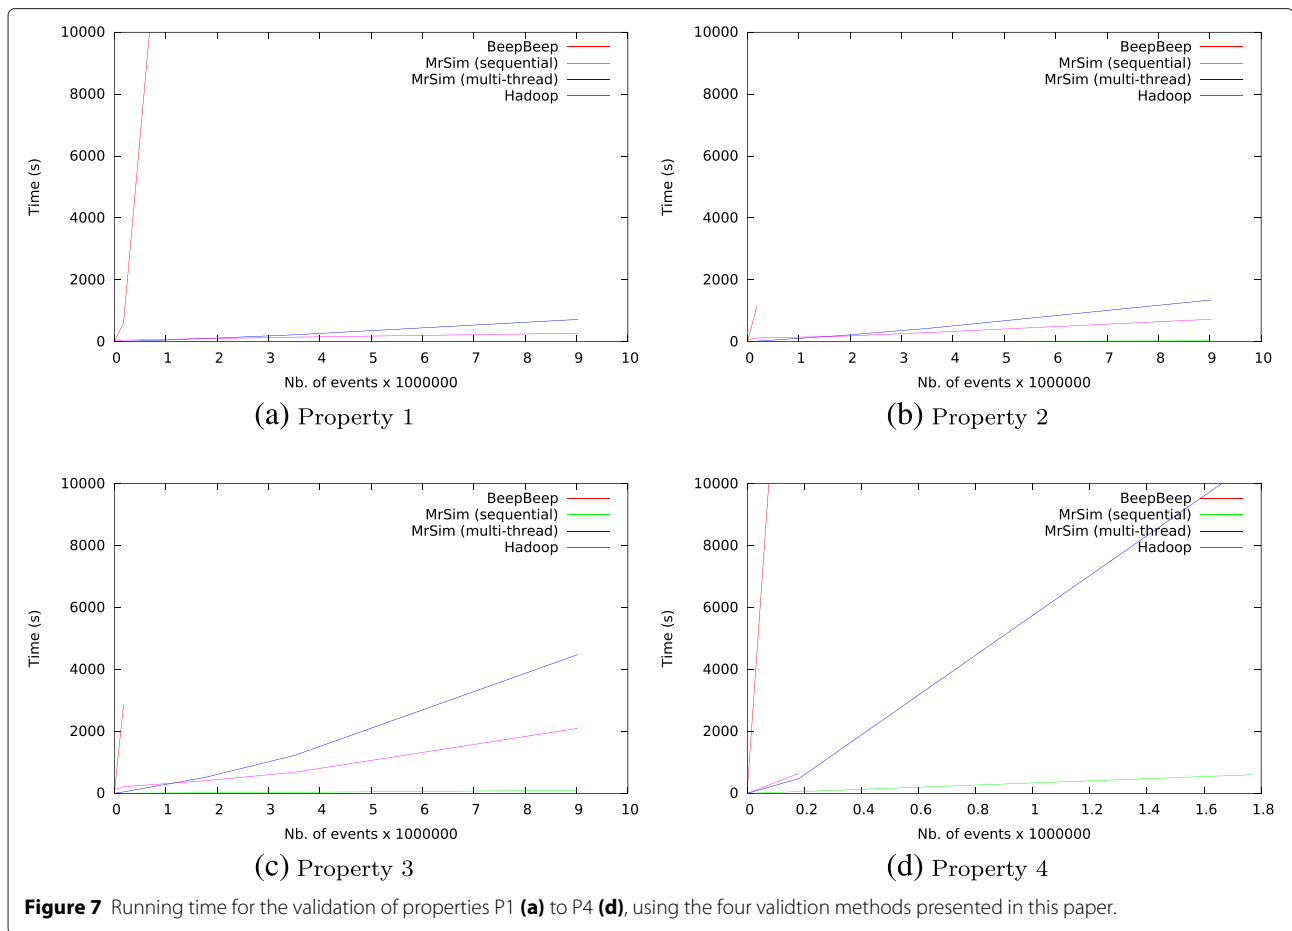 10000
8000
6000
4000
2000
0
Time (s)
BeepBeep
MrSim (sequential)
MrSim (multi-thread)
Hadoop
0 1 2 3 4 5 6 7 8 9 10
Nb. of events x 1000000
(a) Property 1
10000
8000
6000
4000
2000
0
Time (s)
BeepBeep
MrSim (sequential)
MrSim (multi-thread)
Hadoop
0 1 2 3 4 5 6 7 8 9 10
Nb. of events x 1000000
(b) Property 2
10000
8000
6000
4000
2000
0
Time (s)
BeepBeep
MrSim (sequential)
MrSim (multi-thread)
Hadoop
0 1 2 3 4 5 6 7 8 9 10
Nb. of events x 1000000
(c) Property 3
10000
8000
6000
4000
2000
0
Time (s)
BeepBeep
MrSim (sequential)
MrSim (multi-thread)
Hadoop
0 0.2 0.4 0.6 0.8 1 1.2 1.4 1.6 1.8
Nb. of events x 1000000
(d) Property 4
Figure 7 Running time for the validation of properties P1 (a) to P4 (d), using the four validtion methods presented in this paper.